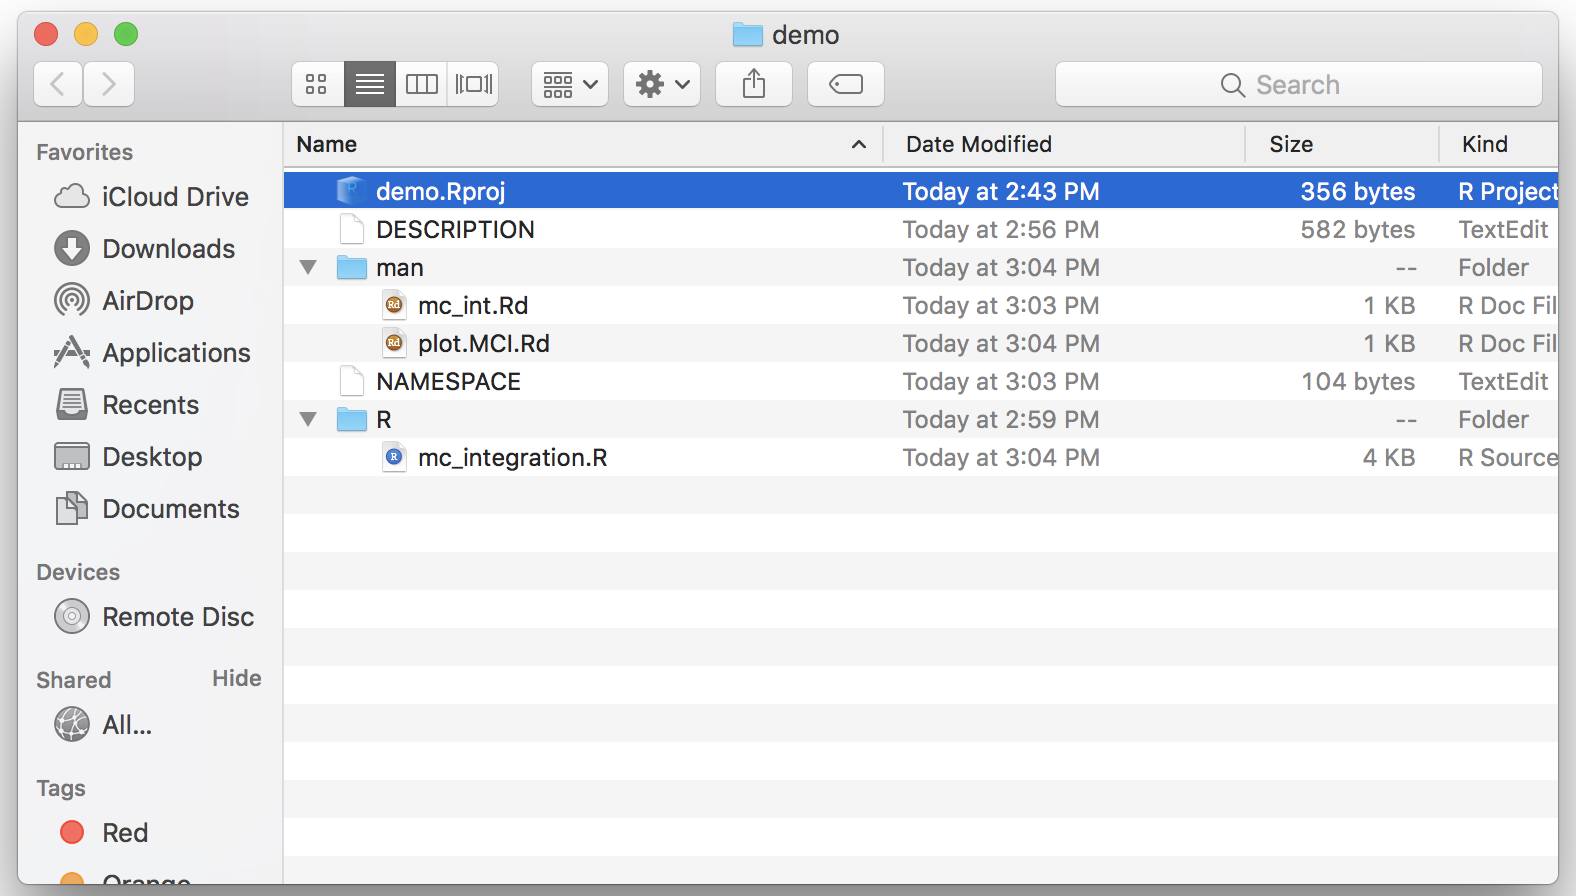 demo
Search
Favorites
iCloud Drive
Downloads
AirDrop
Applications
Recents
Desktop
Documents
Devices
Remote Disc
Shared Hide
All...
Tags
Red
Orange
Name Date Modified Size Kind
demo.Rproj Today at 2:43 PM 356 bytes R Project
DESCRIPTION Today at 2:56 PM 582 bytes TextEdit
man Today at 3:04 PM -- Folder
Rd mc_int.Rd Today at 3:03 PM 1 KB R Doc Fil
Rd plot.MCI.Rd Today at 3:04 PM 1 KB R Doc Fil
NAMESPACE Today at 3:03 PM 104 bytes TextEdit
R Today at 2:59 PM -- Folder
R mc_integration.R Today at 3:04 PM 4 KB R Source